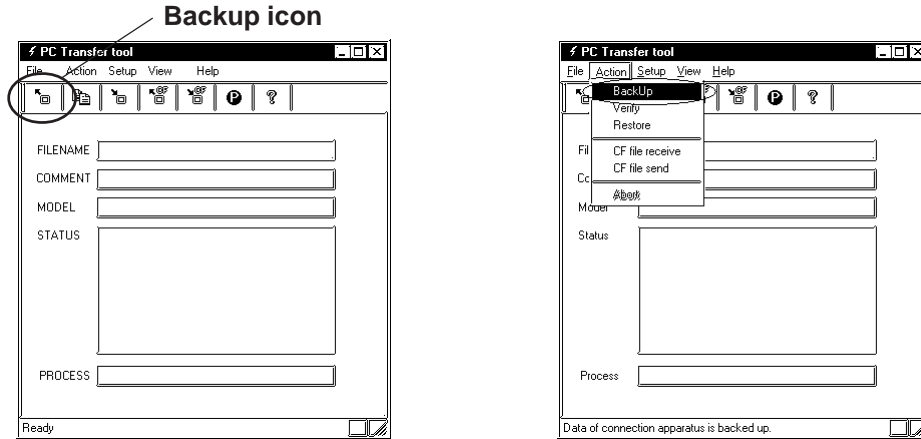 Backup icon
PC Transfer tool
File Action Setup View Help
FILENAME
COMMENT
MODEL
STATUS
PROCESS
Ready
PC Transfer tool
File Action Setup View Help
BackUp
Verify
Restore
CF file receive
CF file send
Abort
Fil
Co
Model
Status
Process
Data of connection apparatus is backed up.